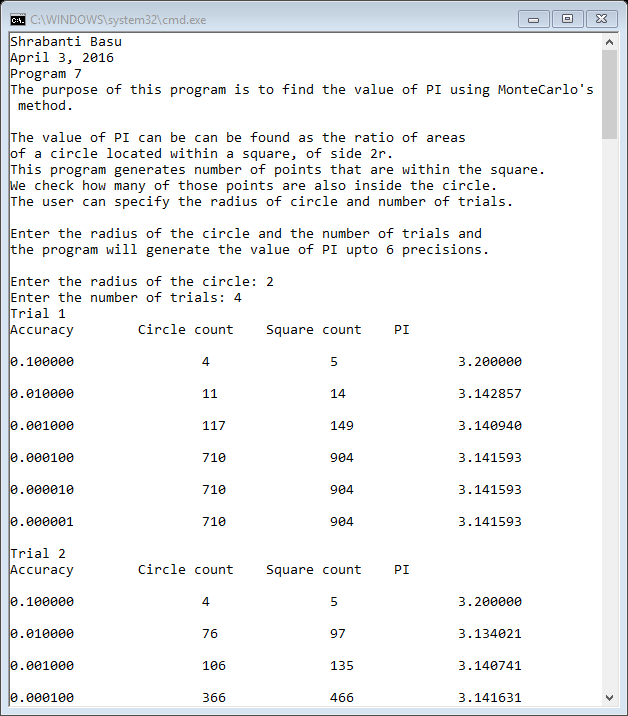 C:\WINDOWS\system32\cmd.exe
Shrabanti Basu
April 3, 2016
Program 7
The purpose of this program is to find the value of PI using MonteCarlo's
 method.
The value of PI can be can be found as the ratio of areas
of a circle located within a square, of side 2r.
This program generates number of points that are within the square.
We check how many of those points are also inside the circle.
The user can specify the radius of circle and number of trials.
Enter the radius of the circle and the number of trials and
the program will generate the value of PI upto 6 precisions.
Enter the radius of the circle: 2
Enter the number of trials: 4
Trial 1
Accuracy Circle count Square count PI
0.100000 4 5 3.200000
0.010000 11 14 3.142857
0.001000 117 149 3.140940
0.000100 710 904 3.141593
0.000010 710 904 3.141593
0.000001 710 904 3.141593
Trial 2
Accuracy Circle count Square count PI
0.100000 4 5 3.200000
0.010000 76 97 3.134021
0.001000 106 135 3.140741
0.000100 366 466 3.141631